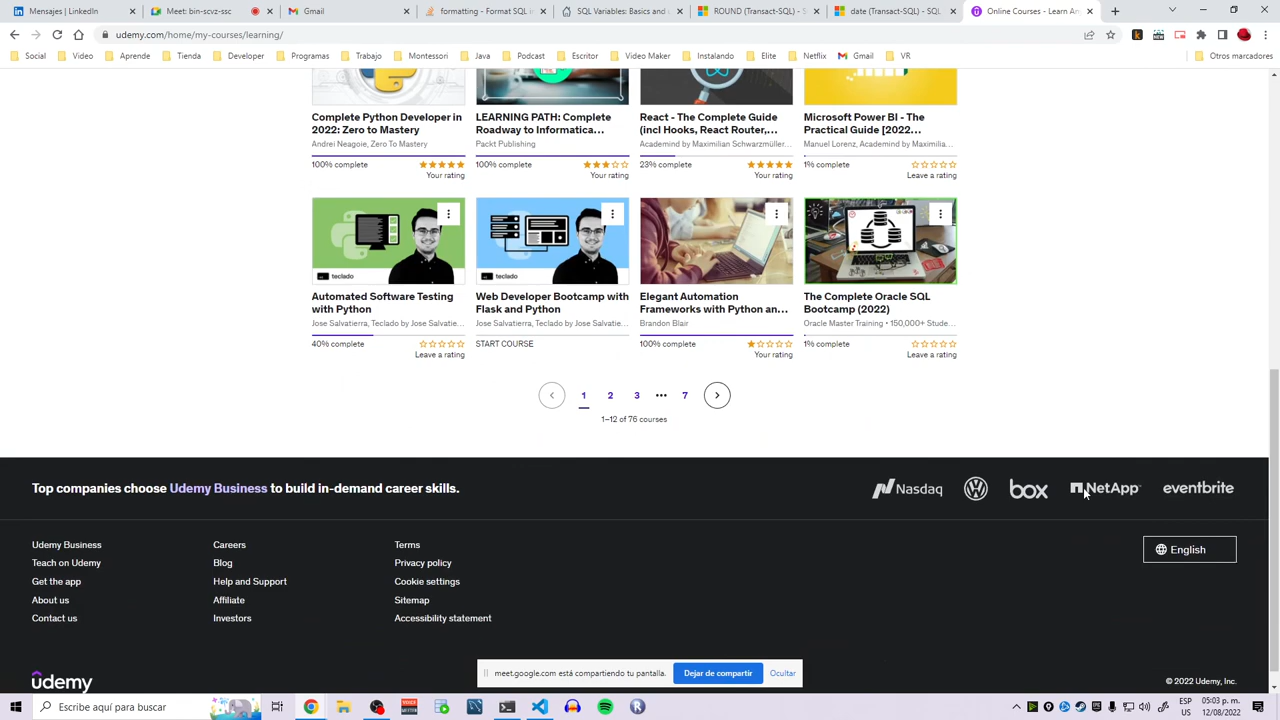 Mensajes | LinkedIn
Meet: bin-scvz-ssc
Gmail
formatting - Format SQL i
SQL Variables: Basics and
ROUND (Transact-SQL) - S
date (Transact-SQL) - SQL
Online Courses - Learn An
udemy.com/home/my-courses/learning/
Social
Video
Aprende
Tienda
Developer
Programas
Trabajo
Montessori
Java
Podcast
Escritor
Video Maker
Instalando
Elite
Netflix
Gmail
VR
Otros marcadores
Complete Python Developer in
2022: Zero to Mastery
Andrei Neagoie, Zero To Mastery
100% complete
Your rating
LEARNING PATH: Complete
Roadway to Informatica...
Packt Publishing
100% complete
Your rating
React - The Complete Guide
(incl Hooks, React Router,...
Academind by Maximilian Schwarzmüller...
23% complete
Your rating
Microsoft Power BI - The
Practical Guide [2022...
Manuel Lorenz, Academind by Maximilia...
1% complete
Leave a rating
teclado
Automated Software Testing
with Python
Jose Salvatierra, Teclado by Jose Salvatie...
40% complete
Leave a rating
teclado
Web Developer Bootcamp with
Flask and Python
Jose Salvatierra, Teclado by Jose Salvatie...
START COURSE
Elegant Automation
Frameworks with Python an...
Brandon Blair
100% complete
Your rating
The Complete Oracle SQL
Bootcamp (2022)
Oracle Master Training • 150,000+ Stude...
1% complete
Leave a rating
1 2 3 ••• 7
1–12 of 76 courses
Top companies choose Udemy Business to build in-demand career skills.
Nasdaq
box
NetApp
eventbrite
Udemy Business
Teach on Udemy
Get the app
About us
Contact us
Careers
Blog
Help and Support
Affiliate
Investors
Terms
Privacy policy
Cookie settings
Sitemap
Accessibility statement
English
udemy
© 2022 Udemy, Inc.
meet.google.com está compartiendo tu pantalla.
Dejar de compartir
Ocultar
Escribe aquí para buscar
ESP
US
05:03 p. m.
12/08/2022